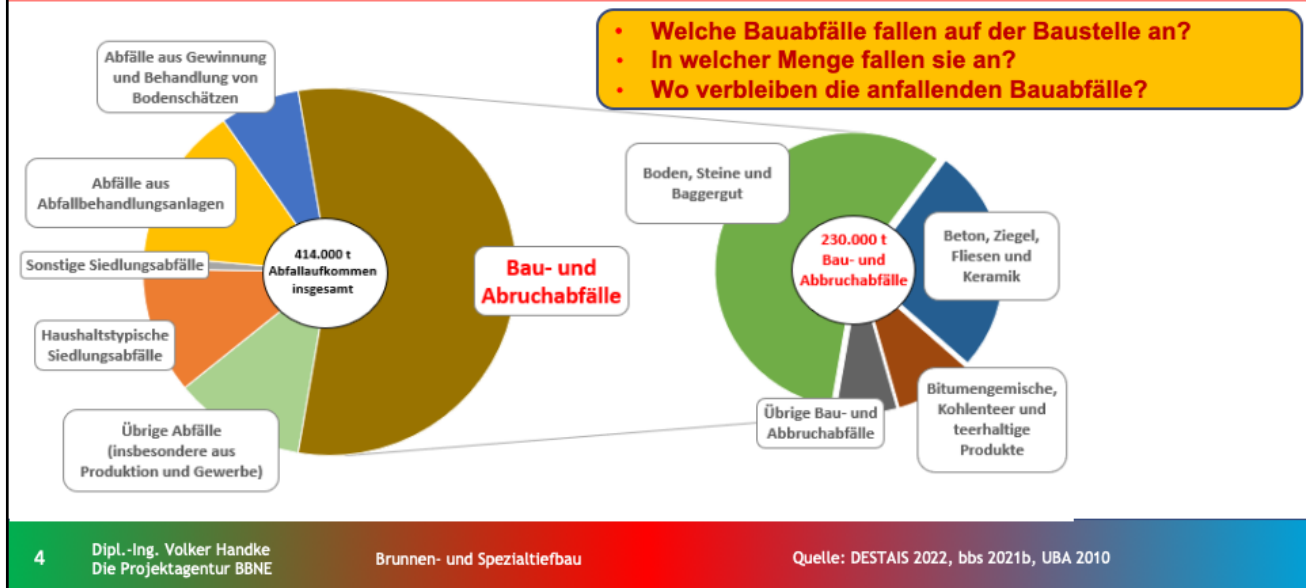 • Welche Bauabfälle fallen auf der Baustelle an?
• In welcher Menge fallen sie an?
• Wo verbleiben die anfallenden Bauabfälle?
Abfälle aus Gewinnung
und Behandlung von
Bodenschätzen
Abfälle aus
Abfallbehandlungsanlagen
Sonstige Siedlungsabfälle
Haushaltstypische
Siedlungsabfälle
Übrige Abfälle
(insbesondere aus
Produktion und Gewerbe)
414.000 t
Abfallaufkommen
insgesamt
Bau- und
Abruchabfälle
Boden, Steine und
Baggergut
230.000 t
Bau- und
Abbruchabfälle
Beton, Ziegel,
Fliesen und
Keramik
Übrige Bau- und
Abbruchabfälle
Bitumengemische,
Kohlenteer und
teerhaltige
Produkte
4
Dipl.-Ing. Volker Handke
Die Projektagentur BBNE
Brunnen- und Spezialtiefbau
Quelle: DESTAIS 2022, bbs 2021b, UBA 2010